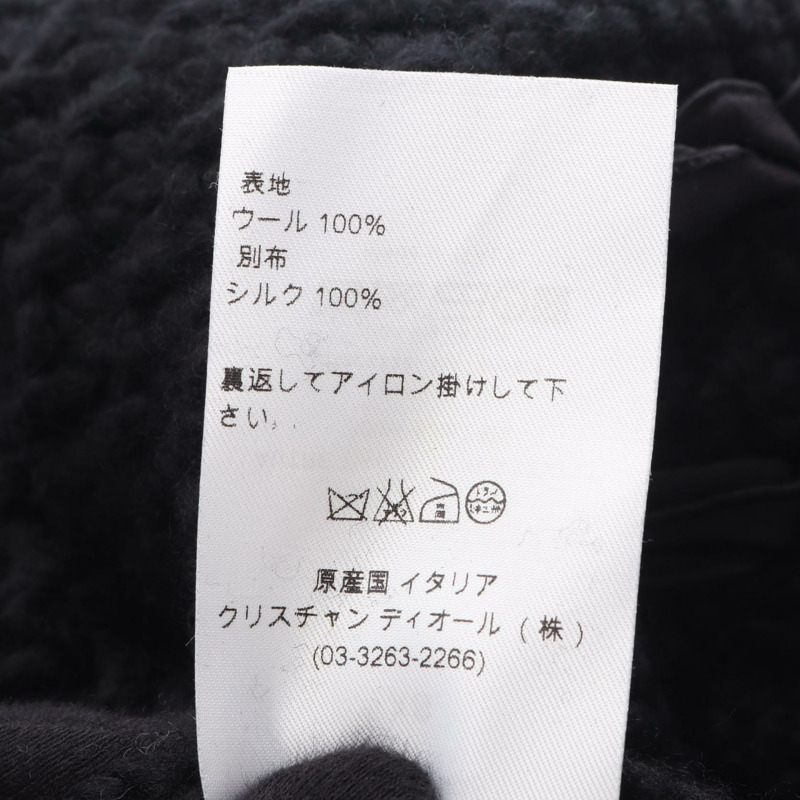 表地
ウール 100%
別布
シルク 100%
裏返してアイロン掛けして下
さい。.
原産国 イタリア
クリスチャン ディオール (株)
(03-3263-2266)